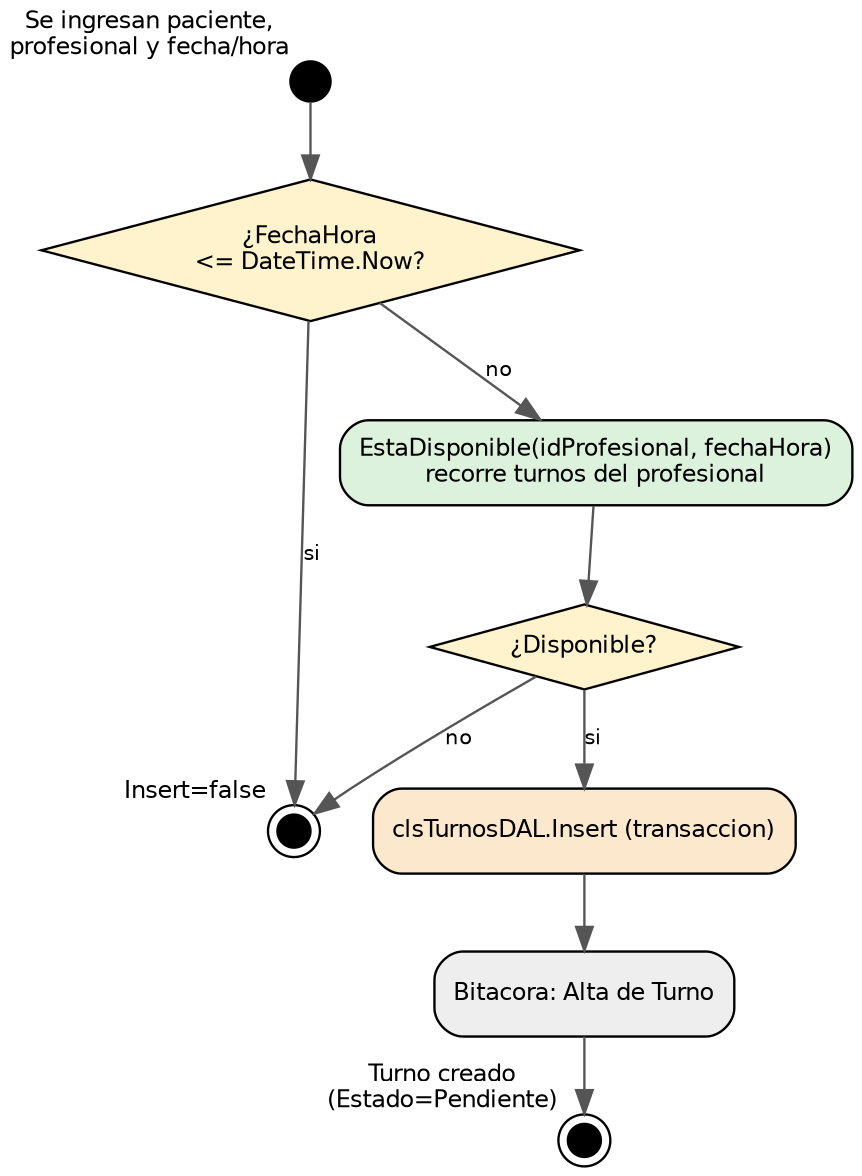 Se ingresan paciente,
profesional y fecha/hora
¿FechaHora
<= DateTime.Now?
no
EstaDisponible(idProfesional, fechaHora)
recorre turnos del profesional
si
¿Disponible?
no
si
Insert=false
clsTurnosDAL.Insert (transaccion)
Bitacora: Alta de Turno
Turno creado
(Estado=Pendiente)